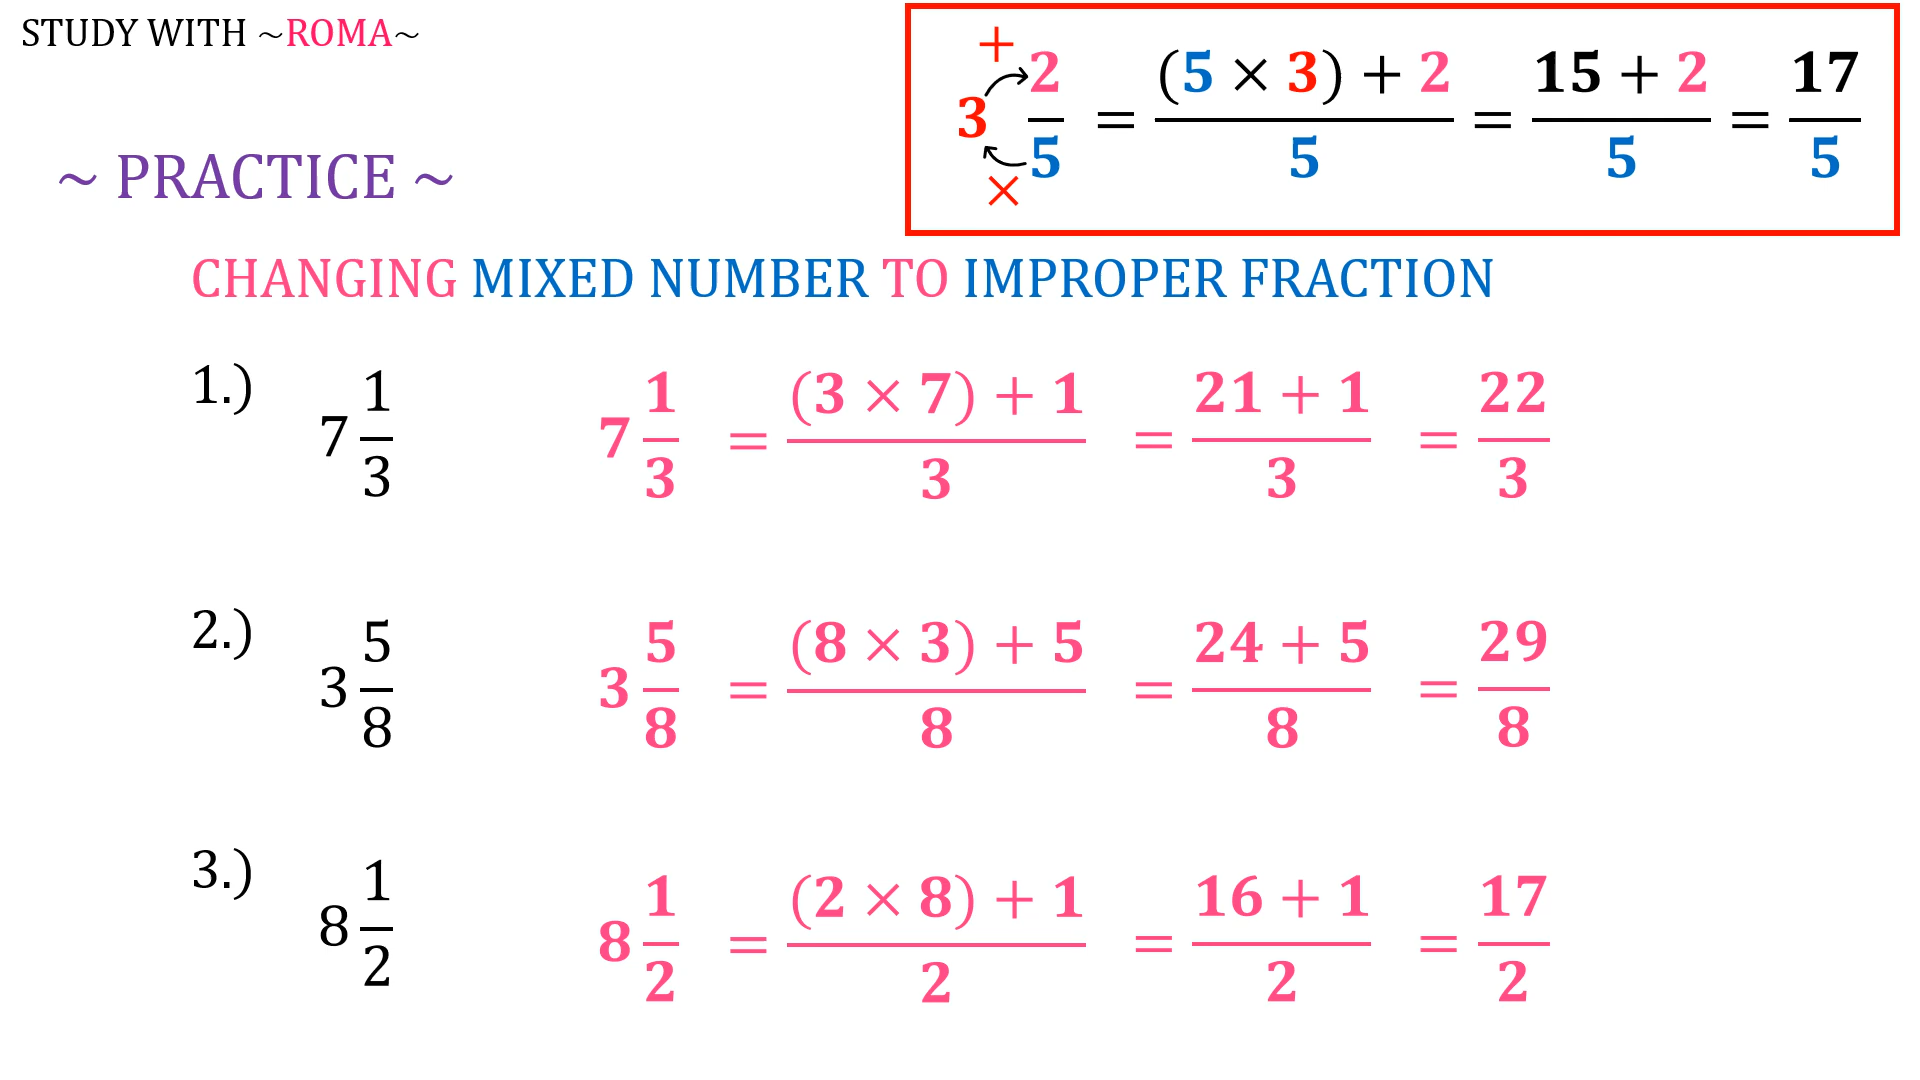 STUDY WITH ~ROMA~
+
3 2/5 = (5 × 3) + 2/5 = 15 + 2/5 = 17/5
×
~ PRACTICE ~
CHANGING MIXED NUMBER TO IMPROPER FRACTION
1.) 7 1/3 7 1/3 = (3 × 7) + 1/3 = 21 + 1/3 = 22/3
2.) 3 5/8 3 5/8 = (8 × 3) + 5/8 = 24 + 5/8 = 29/8
3.) 8 1/2 8 1/2 = (2 × 8) + 1/2 = 16 + 1/2 = 17/2